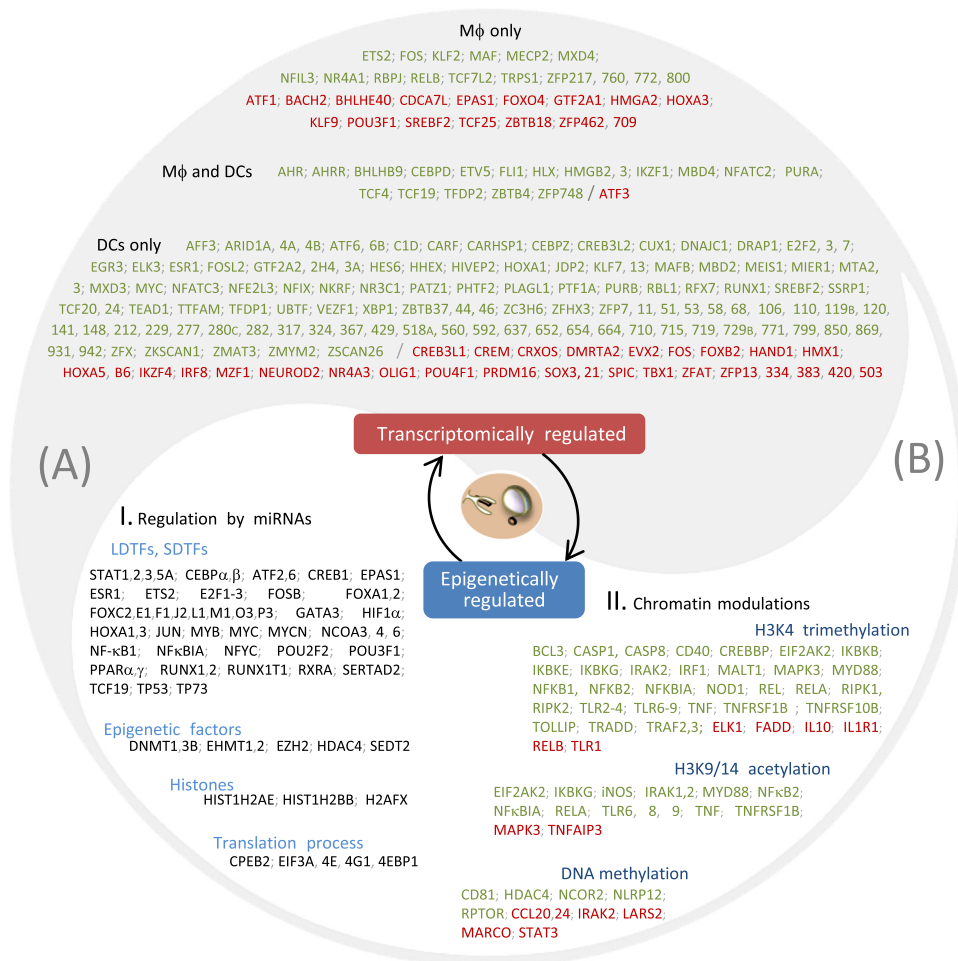 Mϕ only
ETS2; FOS; KLF2; MAF; MECP2; MXD4;
NFIL3; NR4A1; RBPJ; RELB; TCF7L2; TRPS1; ZFP217, 760, 772, 800
ATF1; BACH2; BHLHE40; CDCA7L; EPAS1; FOXO4; GTF2A1; HMGA2; HOXA3;
KLF9; POU3F1; SREBF2; TCF25; ZBTB18; ZFP462, 709
Mϕ and DCs AHR; AHRR; BHLHB9; CEBPD; ETV5; FLI1; HLX; HMGB2, 3; IKZF1; MBD4; NFATC2; PURA;
TCF4; TCF19; TFDP2; ZBTB4; ZFP748 / ATF3
DCs only AFF3; ARID1A, 4A, 4B; ATF6, 6B; C1D; CARF; CARHSP1; CEBPZ; CREB3L2; CUX1; DNAJC1; DRAP1; E2F2, 3, 7;
EGR3; ELK3; ESR1; FOSL2; GTF2A2, 2H4, 3A; HES6; HHEX; HIVEP2; HOXA1; JDP2; KLF7, 13; MAFB; MBD2; MEIS1; MIER1; MTA2,
3; MXD3; MYC; NFATC3; NFE2L3; NFIX; NKRF; NR3C1; PATZ1; PHTF2; PLAGL1; PTF1A; PURB; RBL1; RFX7; RUNX1; SREBF2; SSRP1;
TCF20, 24; TEAD1; TTFAM; TFDP1; UBTF; VEZF1; XBP1; ZBTB37, 44, 46; ZC3H6; ZFHX3; ZFP7, 11, 51, 53, 58, 68, 106, 110, 119B, 120,
141, 148, 212, 229, 277, 280C, 282, 317, 324, 367, 429, 518A, 560, 592, 637, 652, 654, 664, 710, 715, 719, 729B, 771, 799, 850, 869,
931, 942; ZFX; ZKSCAN1; ZMAT3; ZMYM2; ZSCAN26 / CREB3L1; CREM; CRXOS; DMRTA2; EVX2; FOS; FOXB2; HAND1; HMX1;
HOXA5, B6; IKZF4; IRF8; MZF1; NEUROD2; NR4A3; OLIG1; POU4F1; PRDM16; SOX3, 21; SPIC; TBX1; ZFAT; ZFP13, 334, 383, 420, 503
Transcriptomically regulated
(A)
(B)
Epigenetically
regulated
I. Regulation by miRNAs
LDTFs, SDTFs
STAT1,2,3,5A; CEBPα,β; ATF2,6; CREB1; EPAS1;
ESR1; ETS2; E2F1-3; FOSB; FOXA1,2;
FOXC2,E1,F1,J2,L1,M1,O3,P3; GATA3; HIF1α;
HOXA1,3; JUN; MYB; MYC; MYCN; NCOA3, 4, 6;
NF-κB1; NFκBIA; NFYC; POU2F2; POU3F1;
PPARα,γ; RUNX1,2; RUNX1T1; RXRA; SERTAD2;
TCF19; TP53; TP73
Epigenetic factors
DNMT1,3B; EHMT1,2; EZH2; HDAC4; SEDT2
Histones
HIST1H2AE; HIST1H2BB; H2AFX
Translation process
CPEB2; EIF3A, 4E, 4G1, 4EBP1
II. Chromatin modulations
H3K4 trimethylation
BCL3; CASP1, CASP8; CD40; CREBBP; EIF2AK2; IKBKB;
IKBKE; IKBKG; IRAK2; IRF1; MALT1; MAPK3; MYD88;
NFKB1, NFKB2; NFKBIA; NOD1; REL; RELA; RIPK1,
RIPK2; TLR2-4; TLR6-9; TNF; TNFRSF1B ; TNFRSF10B;
TOLLIP; TRADD; TRAF2,3; ELK1; FADD; IL10; IL1R1;
RELB; TLR1
H3K9/14 acetylation
EIF2AK2; IKBKG; iNOS; IRAK1,2; MYD88; NFκB2;
NFκBIA; RELA; TLR6, 8, 9; TNF; TNFRSF1B;
MAPK3; TNFAIP3
DNA methylation
CD81; HDAC4; NCOR2; NLRP12;
RPTOR; CCL20,24; IRAK2; LARS2;
MARCO; STAT3